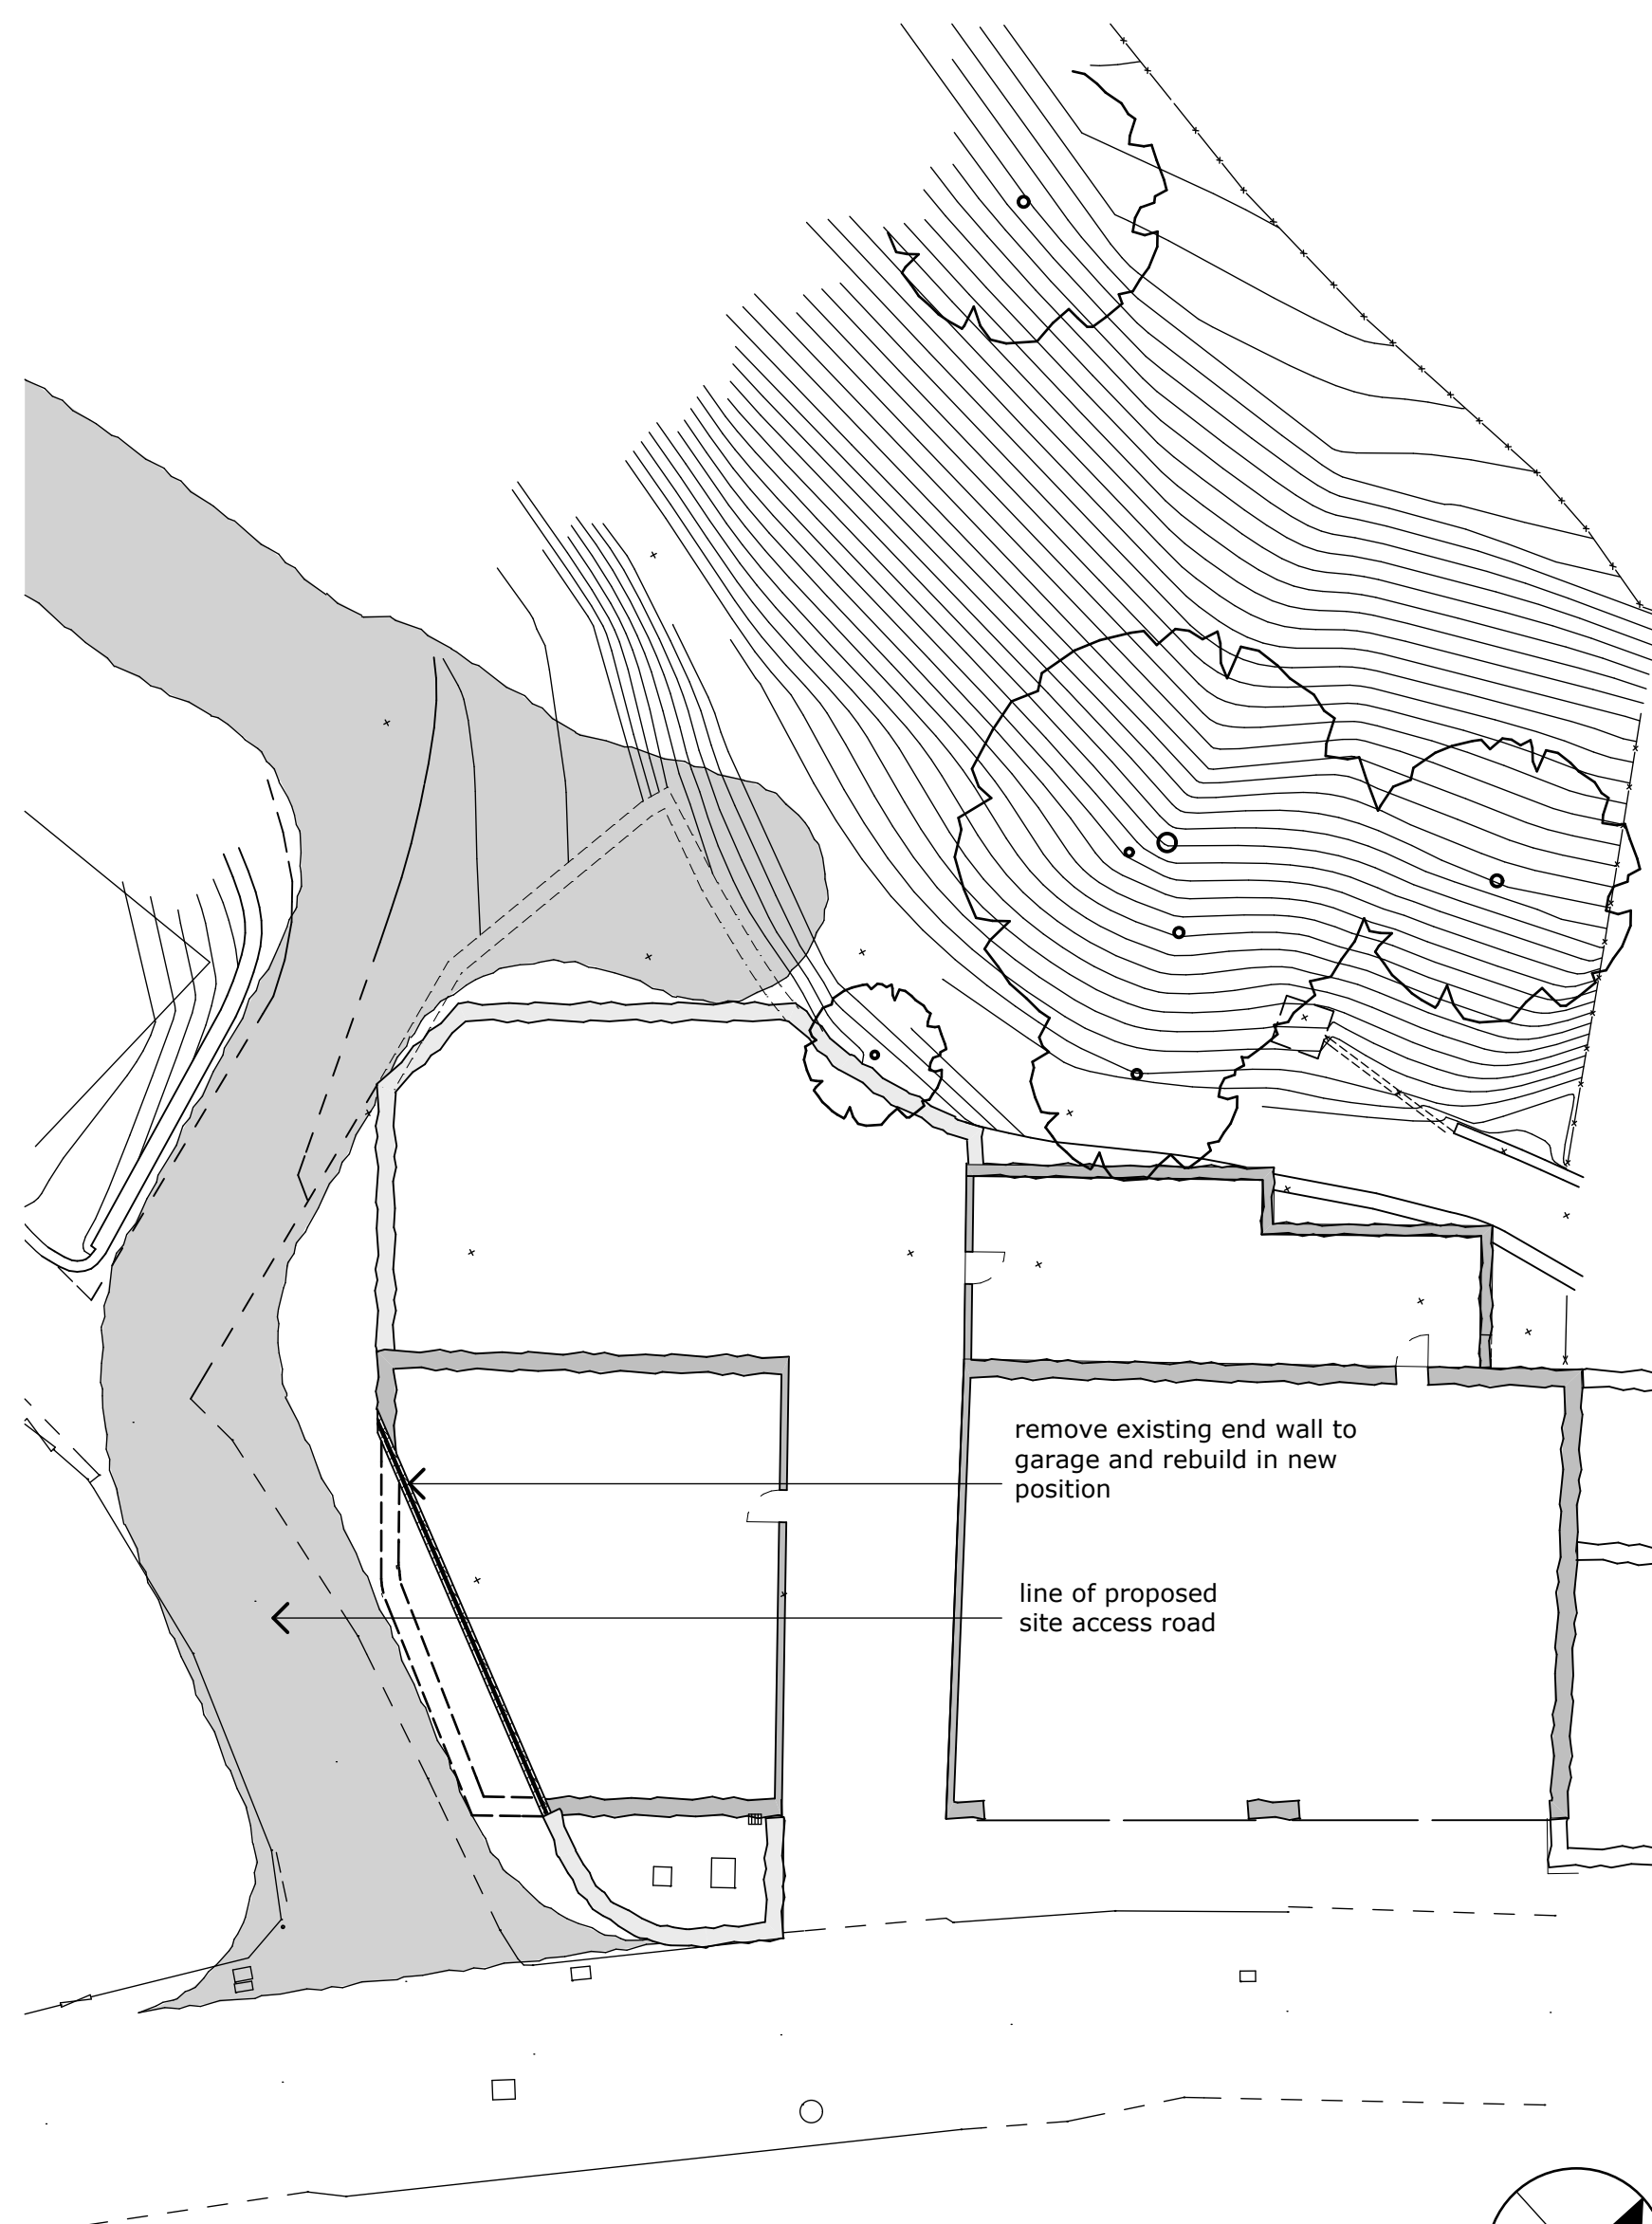 remove existing end wall to
garage and rebuild in new
position
line of proposed
site access road